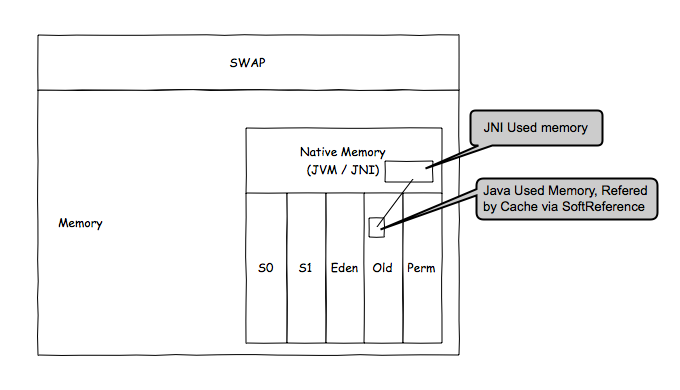 SWAP
JNI Used memory
Native Memory
(JVM / JNI)
Java Used Memory, Refered
by Cache via SoftReference
Memory
S0
S1
Eden
Old
Perm